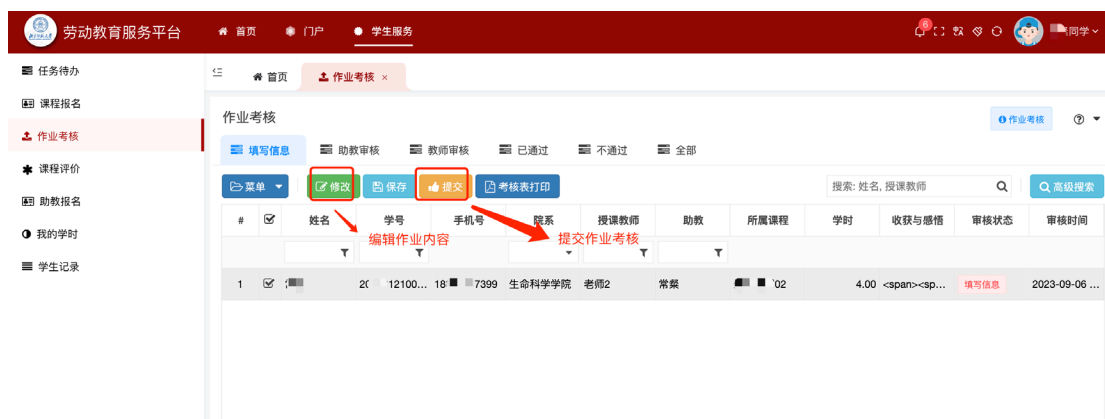 劳动教育服务平台 首页 门户 学生服务 6 同学
任务待办
课程报名
作业考核
课程评价
助教报名
我的学时
学生记录
首页 作业考核 ×
作业考核 作业考核
填写信息 助教审核 教师审核 已通过 不通过 全部
菜单 修改 保存 提交 考核表打印 搜索: 姓名, 授课教师 高级搜索
# 姓名 学号 手机号 院系 授课教师 助教 所属课程 学时 收获与感悟 审核状态 审核时间
编辑作业内容 提交作业考核
1 20 12100... 18 7399 生命科学学院 老师2 常燊 02 4.00 <span><sp... 填写信息 2023-09-06 ...